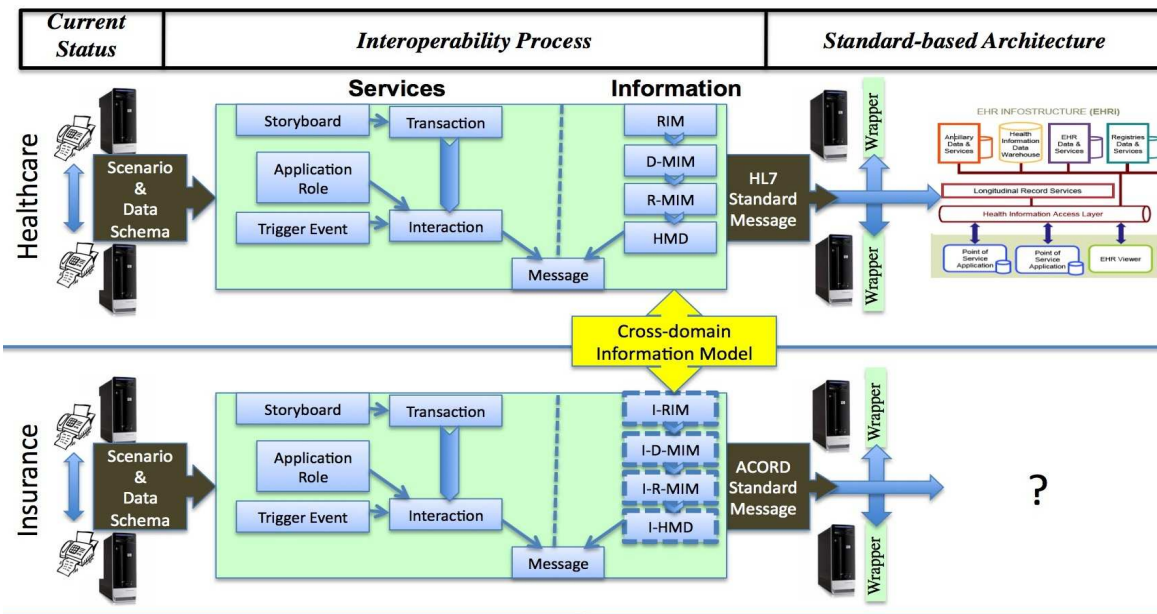 Current
Status
Interoperability Process
Standard-based Architecture
Healthcare
Scenario
&
Data
Schema
Services
Information
Storyboard
Transaction
Application
Role
Trigger Event
Interaction
Message
RIM
D-MIM
R-MIM
HMD
HL7
Standard
Message
Wrapper
Wrapper
EHR INFOSTRUCTURE (EHRi)
Ancillary
Data &
Services
Health
Information
Data
Warehouse
EHR
Data &
Services
Registries
Data &
Services
Longitudinal Record Services
Health Information Access Layer
Point of
Service
Application
Point of
Service
Application
EHR Viewer
Cross-domain
Information Model
Insurance
Scenario
&
Data
Schema
Storyboard
Transaction
Application
Role
Trigger Event
Interaction
Message
I-RIM
I-D-MIM
I-R-MIM
I-HMD
ACORD
Standard
Message
Wrapper
Wrapper
?